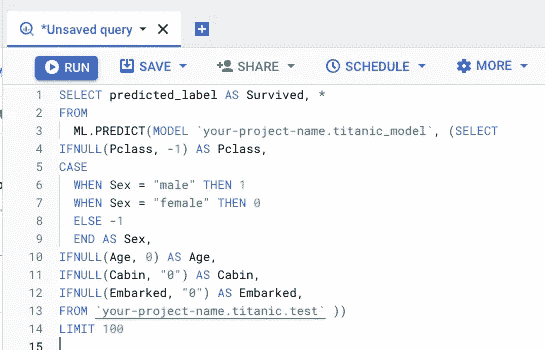 *Unsaved query
RUN SAVE SHARE SCHEDULE MORE
1 SELECT predicted_label AS Survived, *
2 FROM
3 ML.PREDICT(MODEL `your-project-name.titanic_model`, (SELECT
4 IFNULL(Pclass, -1) AS Pclass,
5 CASE
6 WHEN Sex = "male" THEN 1
7 WHEN Sex = "female" THEN 0
8 ELSE -1
9 END AS Sex,
10 IFNULL(Age, 0) AS Age,
11 IFNULL(Cabin, "0") AS Cabin,
12 IFNULL(Embarked, "0") AS Embarked,
13 FROM `your-project-name.titanic.test` ))
14 LIMIT 100
15